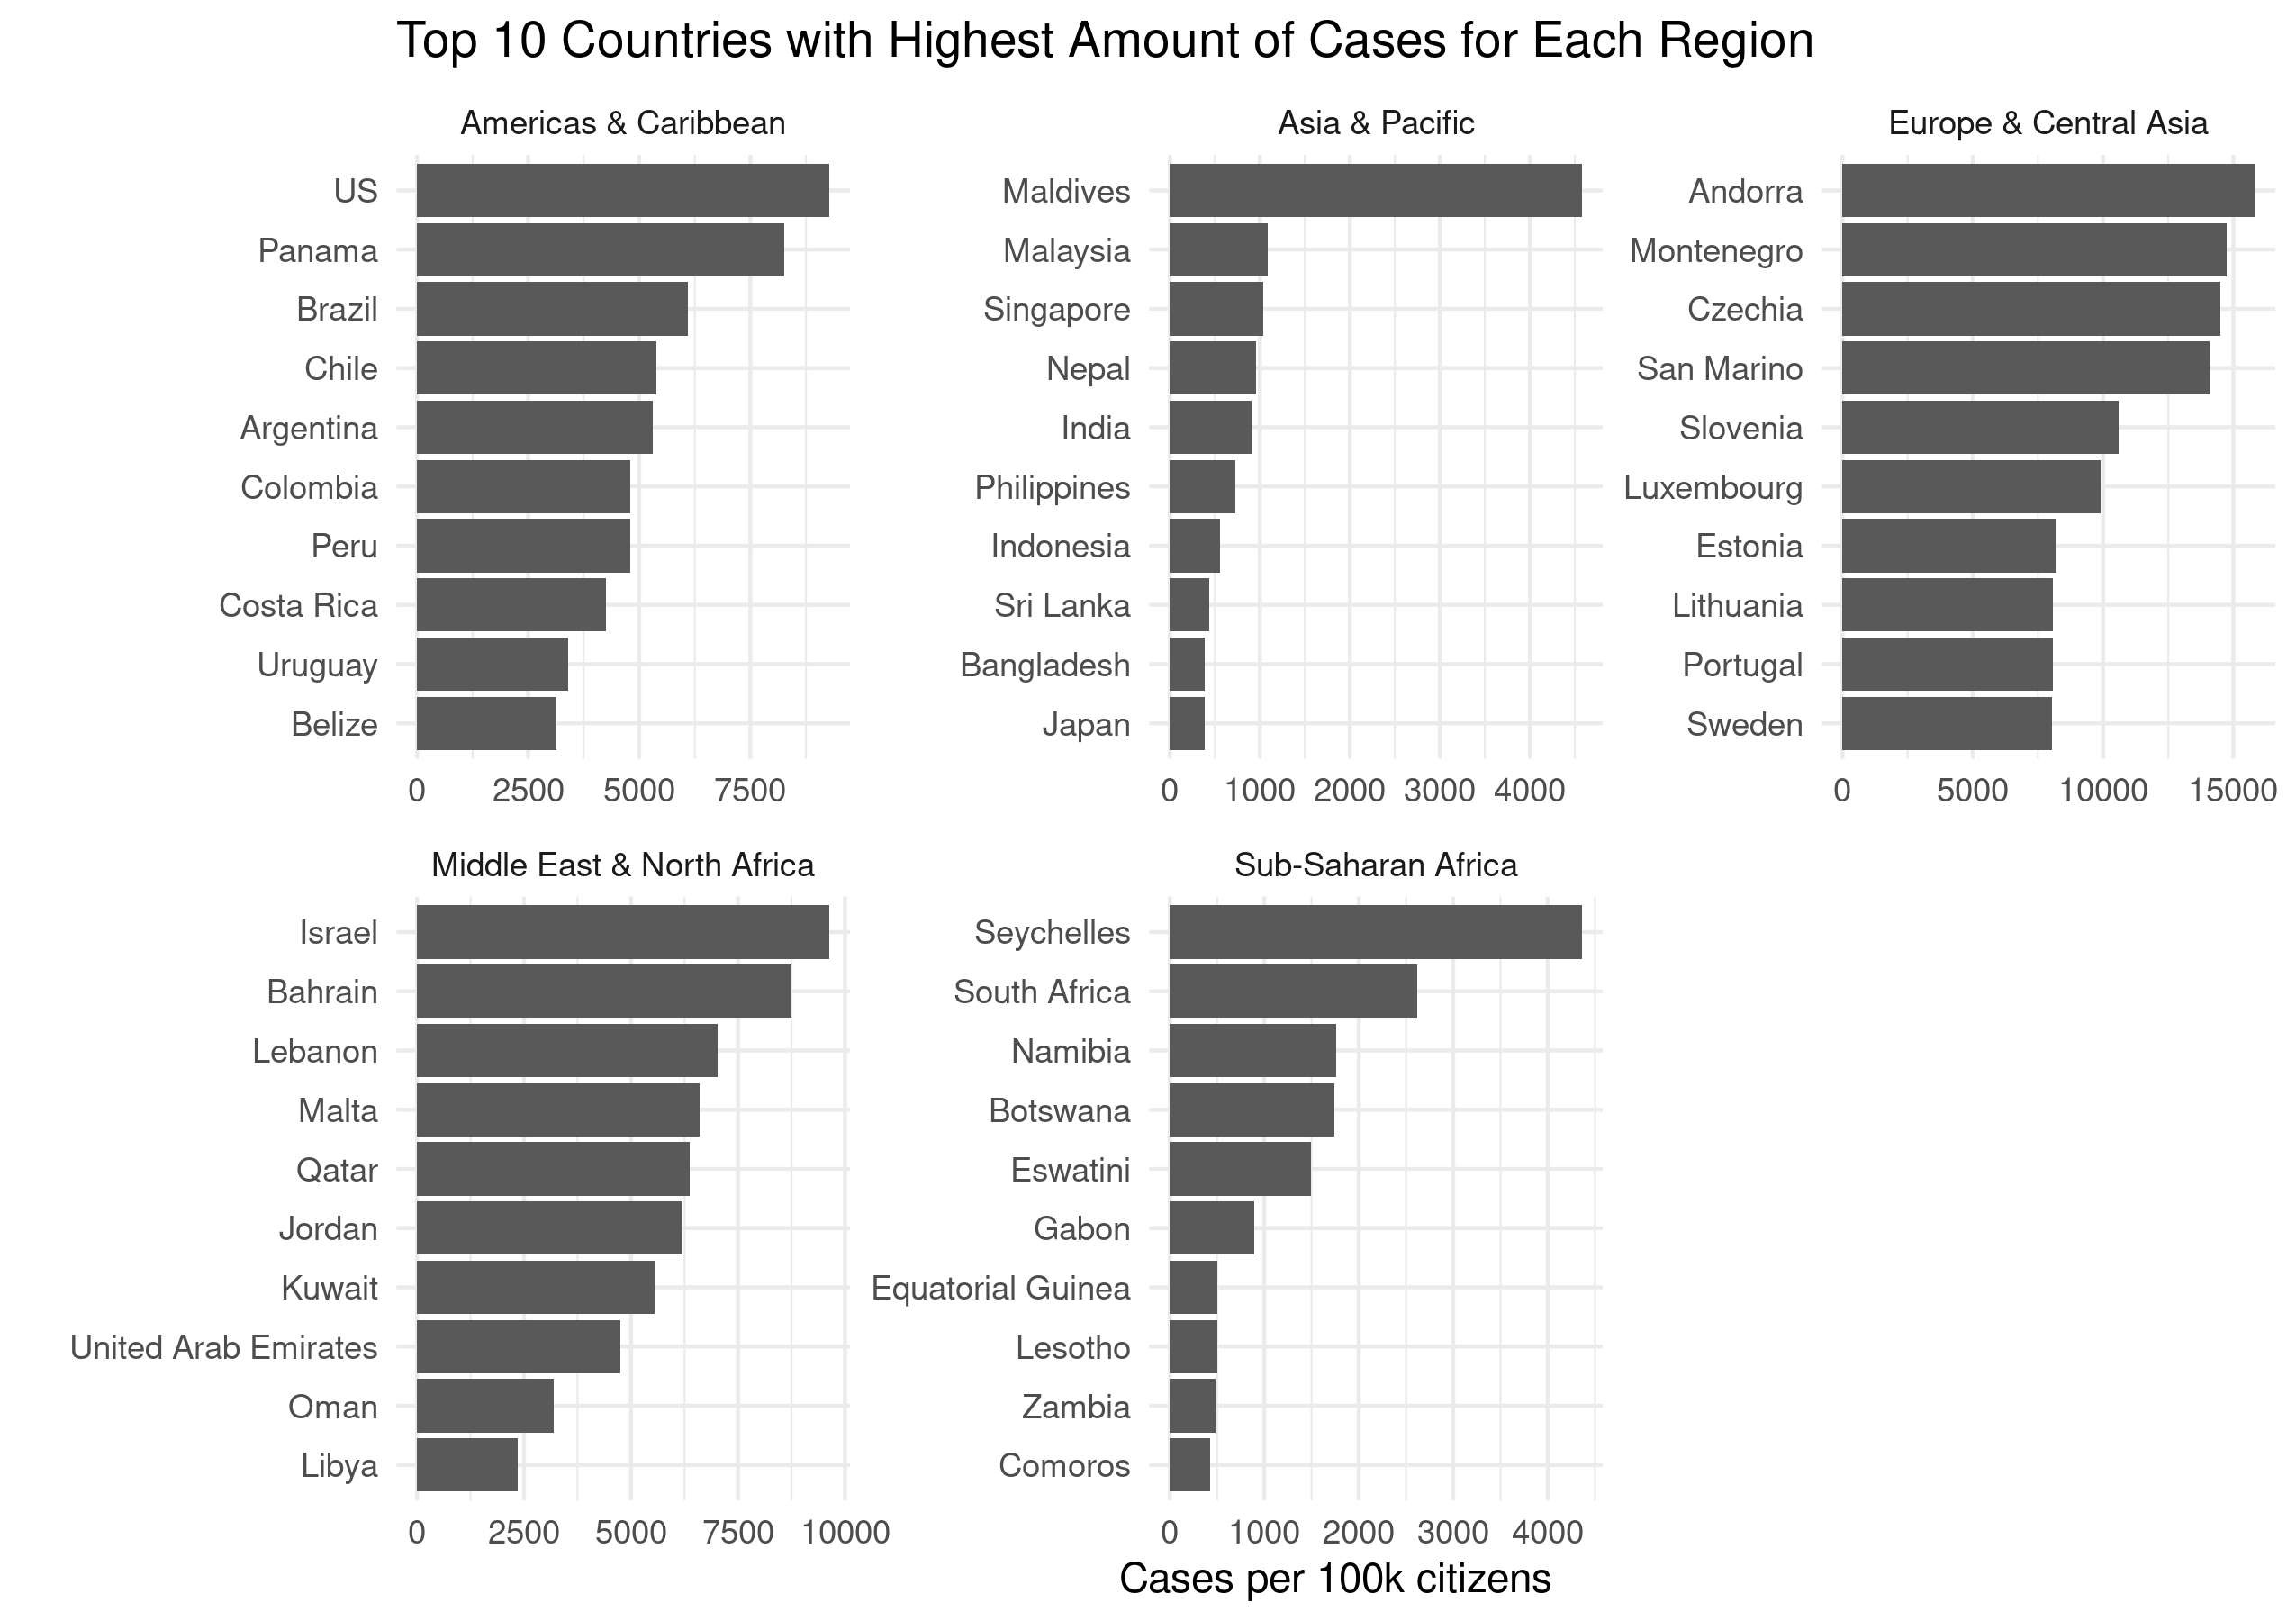 Top 10 Countries with Highest Amount of Cases for Each Region
Americas & Caribbean
US
Panama
Brazil
Chile
Argentina
Colombia
Peru
Costa Rica
Uruguay
Belize
0 2500 5000 7500
Asia & Pacific
Maldives
Malaysia
Singapore
Nepal
India
Philippines
Indonesia
Sri Lanka
Bangladesh
Japan
0 1000 2000 3000 4000
Europe & Central Asia
Andorra
Montenegro
Czechia
San Marino
Slovenia
Luxembourg
Estonia
Lithuania
Portugal
Sweden
0 5000 10000 15000
Middle East & North Africa
Israel
Bahrain
Lebanon
Malta
Qatar
Jordan
Kuwait
United Arab Emirates
Oman
Libya
0 2500 5000 7500 10000
Sub-Saharan Africa
Seychelles
South Africa
Namibia
Botswana
Eswatini
Gabon
Equatorial Guinea
Lesotho
Zambia
Comoros
0 1000 2000 3000 4000
Cases per 100k citizens